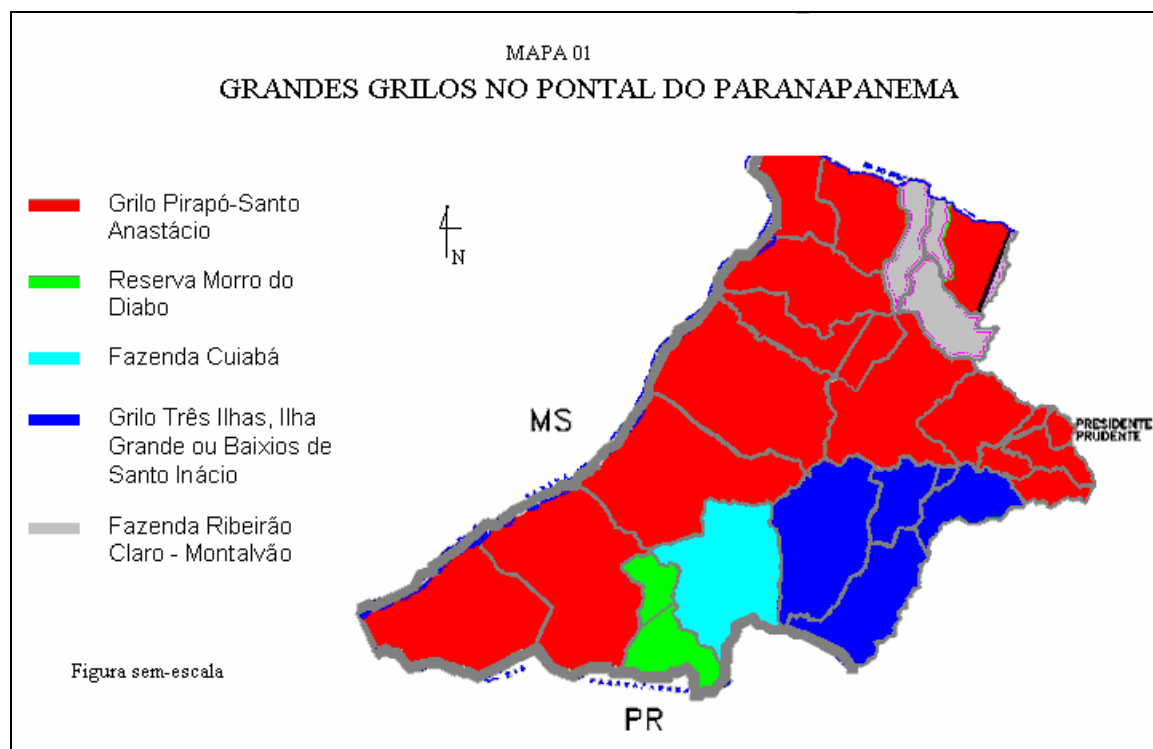 MAPA 01
GRANDES GRILOS NO PONTAL DO PARANAPANEMA
Grilo Pirapó-Santo
Anastácio
Reserva Morro do
Diabo
Fazenda Cuiabá
Grilo Três Ilhas, Ilha
Grande ou Baixios de
Santo Inácio
Fazenda Ribeirão
Claro - Montalvão
N
MS
PRESIDENTE
PRUDENTE
Figura sem-escala
PARANAPANEMA
PR